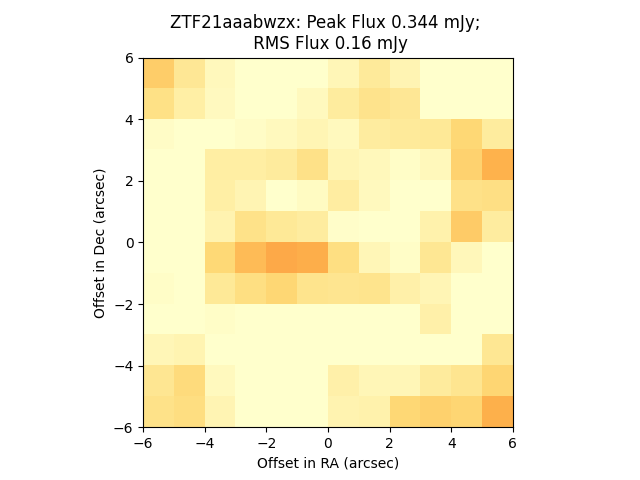 ZTF21aaabwzx: Peak Flux 0.344 mJy;
RMS Flux 0.16 mJy
6
4
2
0
−2
−4
−6
Offset in Dec (arcsec)
−6 −4 −2 0 2 4 6
Offset in RA (arcsec)